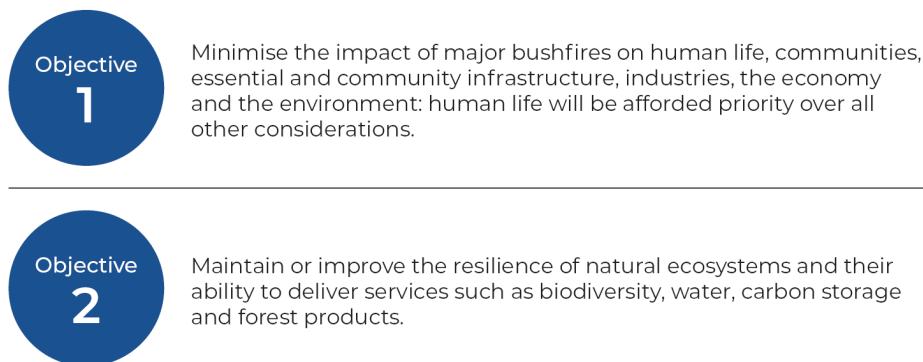 Objective
1
Minimise the impact of major bushfires on human life, communities,
essential and community infrastructure, industries, the economy
and the environment: human life will be afforded priority over all
other considerations.
Objective
2
Maintain or improve the resilience of natural ecosystems and their
ability to deliver services such as biodiversity, water, carbon storage
and forest products.